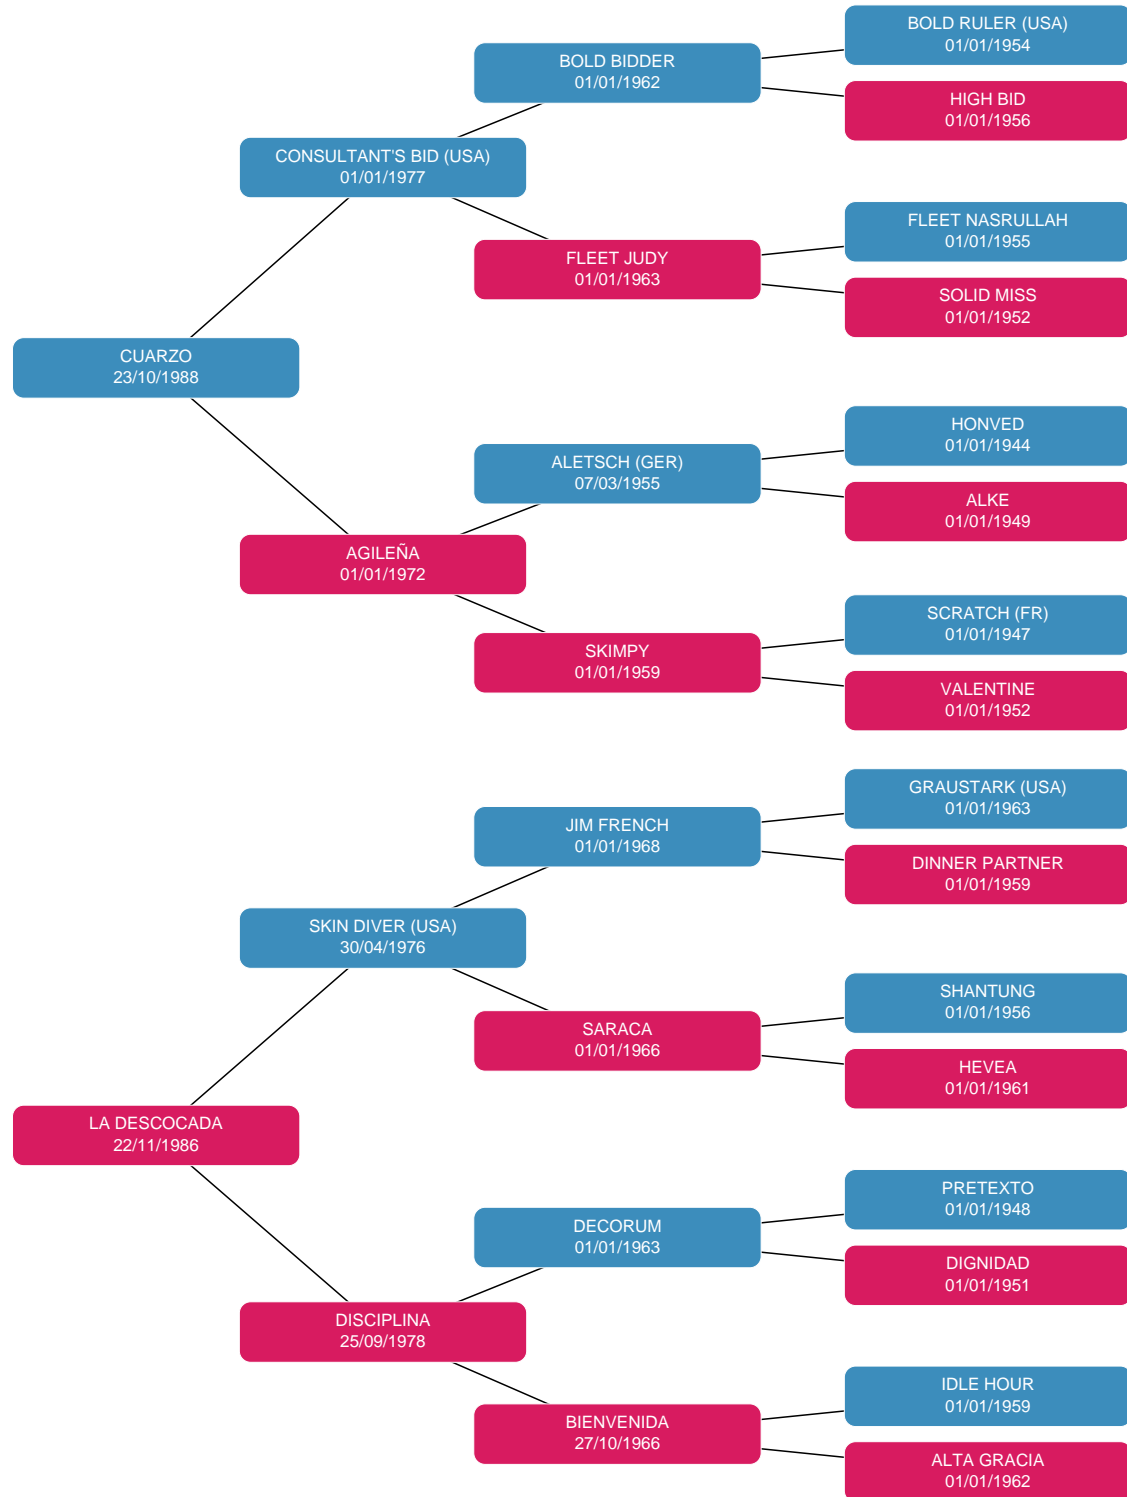 BOLD RULER (USA)
01/01/1954
BOLD BIDDER
01/01/1962
HIGH BID
01/01/1956
CONSULTANT'S BID (USA)
01/01/1977
FLEET NASRULLAH
01/01/1955
FLEET JUDY
01/01/1963
SOLID MISS
01/01/1952
CUARZO
23/10/1988
HONVED
01/01/1944
ALETSCH (GER)
07/03/1955
ALKE
01/01/1949
AGILEÑA
01/01/1972
SCRATCH (FR)
01/01/1947
SKIMPY
01/01/1959
VALENTINE
01/01/1952
GRAUSTARK (USA)
01/01/1963
JIM FRENCH
01/01/1968
DINNER PARTNER
01/01/1959
SKIN DIVER (USA)
30/04/1976
SHANTUNG
01/01/1956
SARACA
01/01/1966
HEVEA
01/01/1961
LA DESCOCADA
22/11/1986
PRETEXTO
01/01/1948
DECORUM
01/01/1963
DIGNIDAD
01/01/1951
DISCIPLINA
25/09/1978
IDLE HOUR
01/01/1959
BIENVENIDA
27/10/1966
ALTA GRACIA
01/01/1962